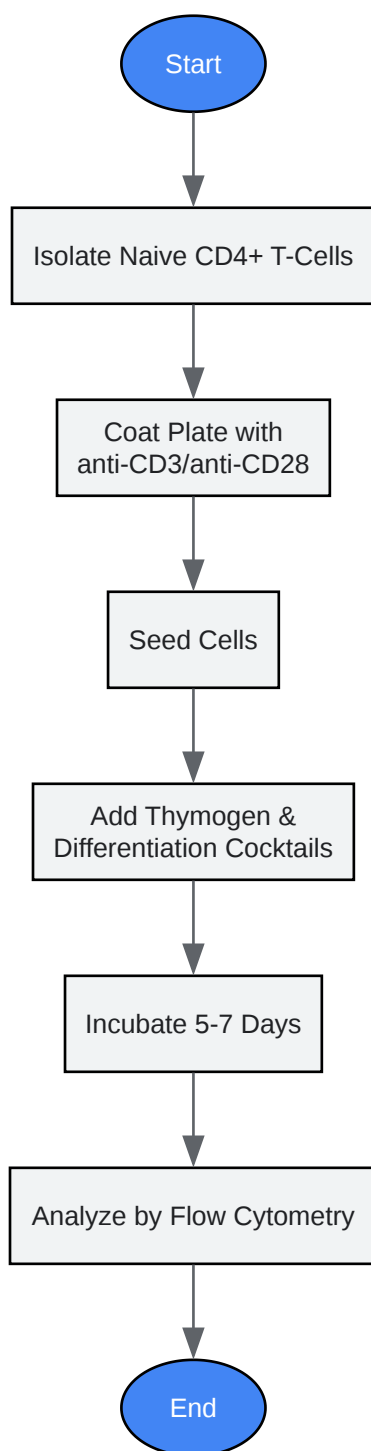 Start
Isolate Naive CD4+ T-Cells
Coat Plate with
anti-CD3/anti-CD28
Seed Cells
Add Thymogen &
Differentiation Cocktails
Incubate 5-7 Days
Analyze by Flow Cytometry
End